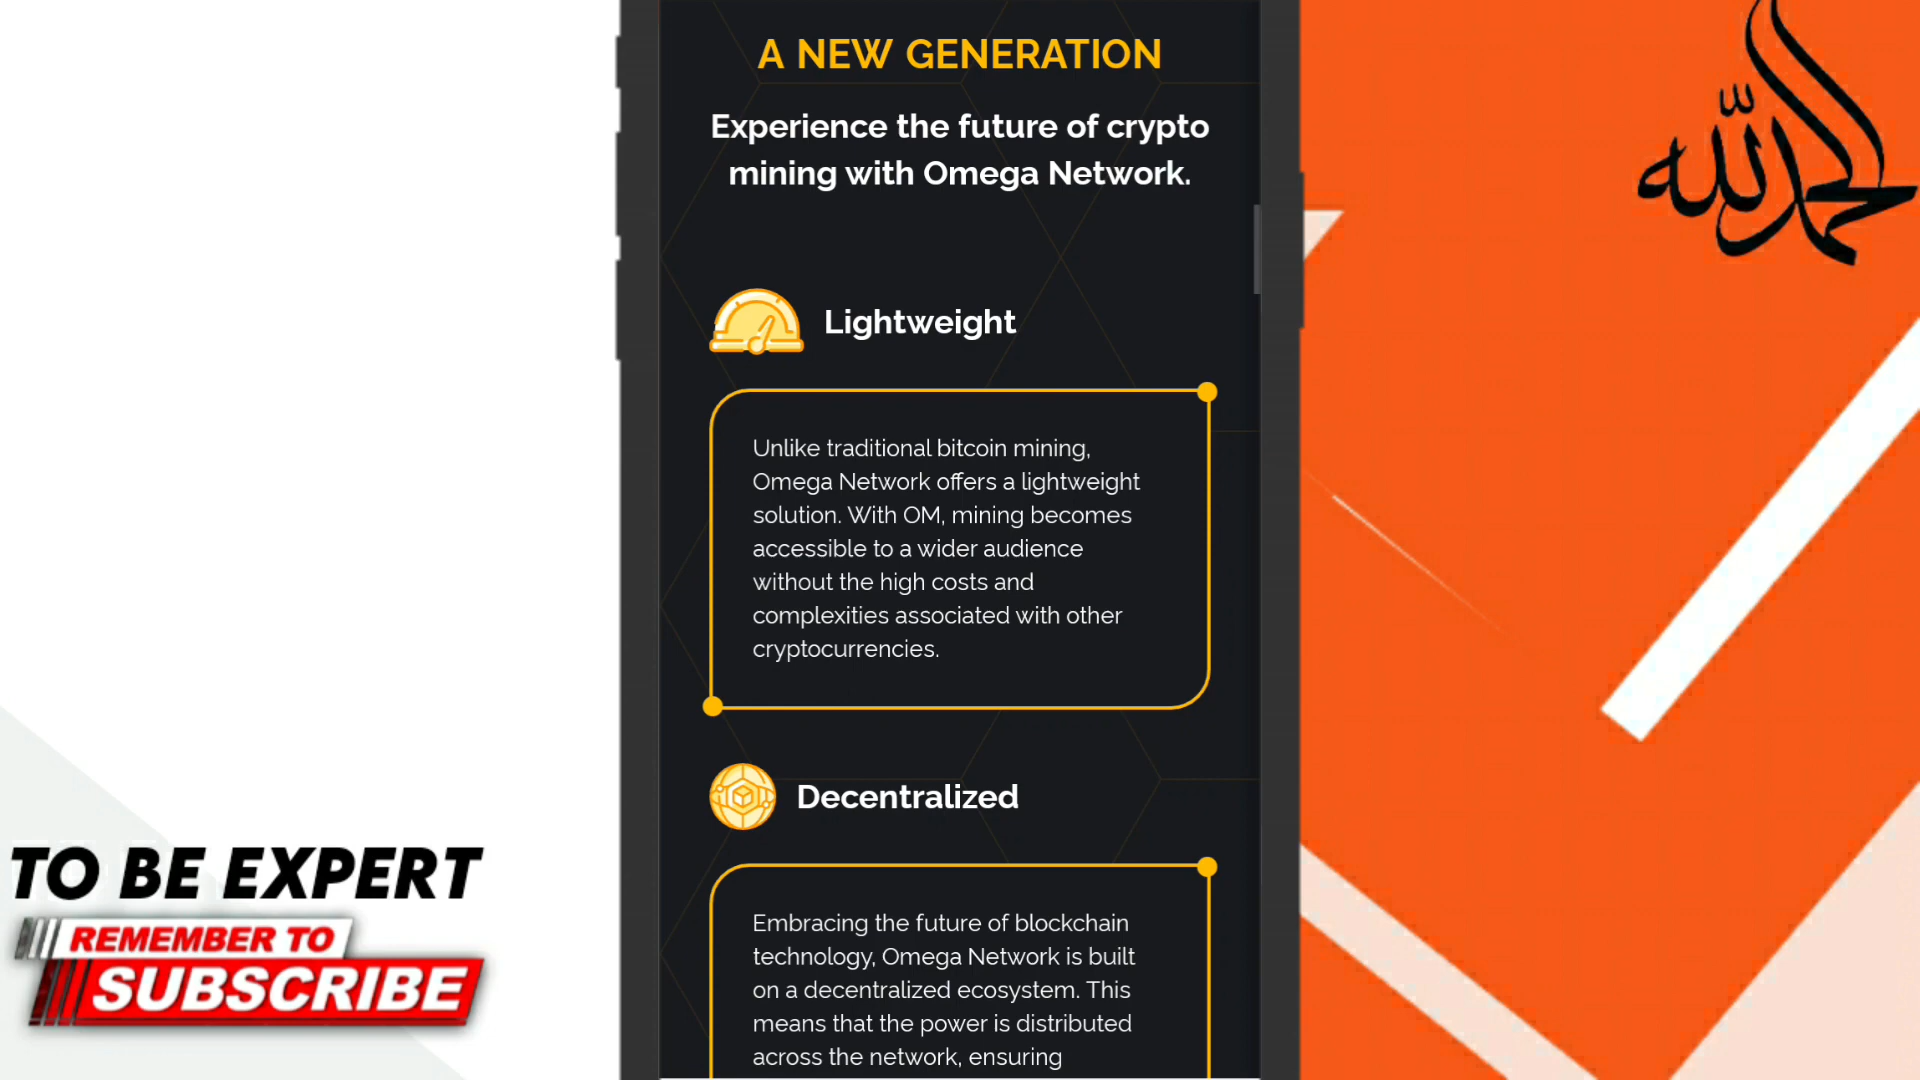 A NEW GENERATION
Experience the future of crypto
mining with Omega Network.
Lightweight
Unlike traditional bitcoin mining,
Omega Network offers a lightweight
solution. With OM, mining becomes
accessible to a wider audience
without the high costs and
complexities associated with other
cryptocurrencies.
Decentralized
Embracing the future of blockchain
technology, Omega Network is built
on a decentralized ecosystem. This
means that the power is distributed
across the network, ensuring
TO BE EXPERT
REMEMBER TO
SUBSCRIBE
الحمد لله